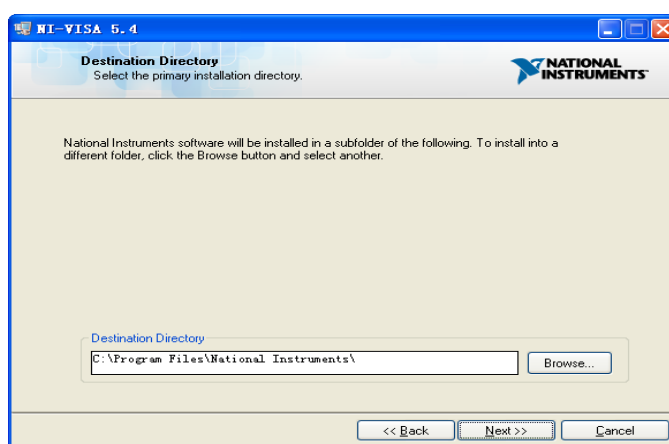 NI-VISA 5.4
Destination Directory
Select the primary installation directory.
NATIONAL
INSTRUMENTS™
National Instruments software will be installed in a subfolder of the following. To install into a
different folder, click the Browse button and select another.
Destination Directory
C:\Program Files\National Instruments\
Browse...
<< Back
Next >>
Cancel